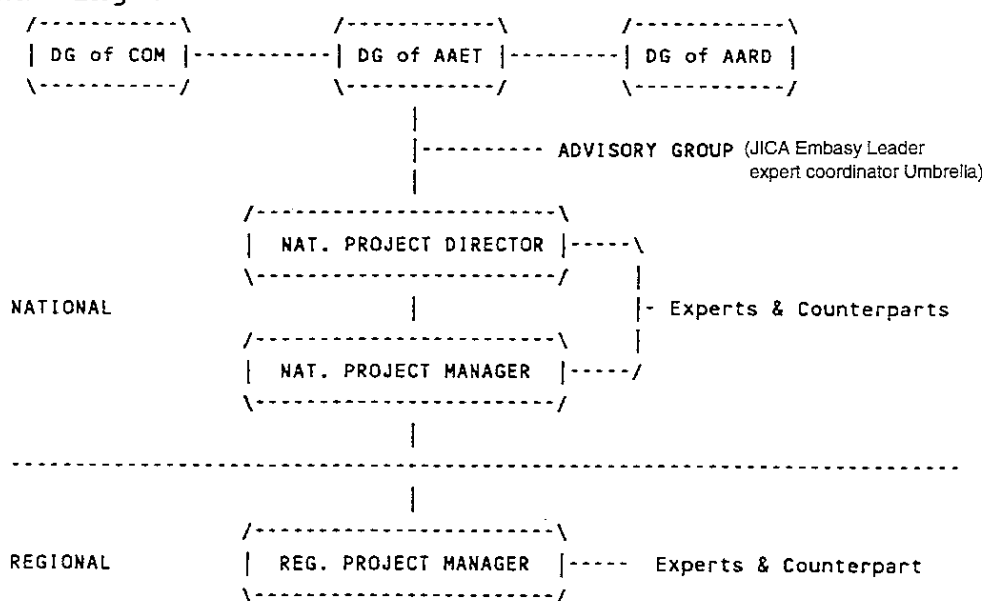 DG of COM DG of AAET DG of AARD
ADVISORY GROUP (JICA Embasy Leader
expert coordinator Umbrella)
NAT. PROJECT DIRECTOR
NATIONAL Experts & Counterparts
NAT. PROJECT MANAGER
REGIONAL REG. PROJECT MANAGER Experts & Counterpart